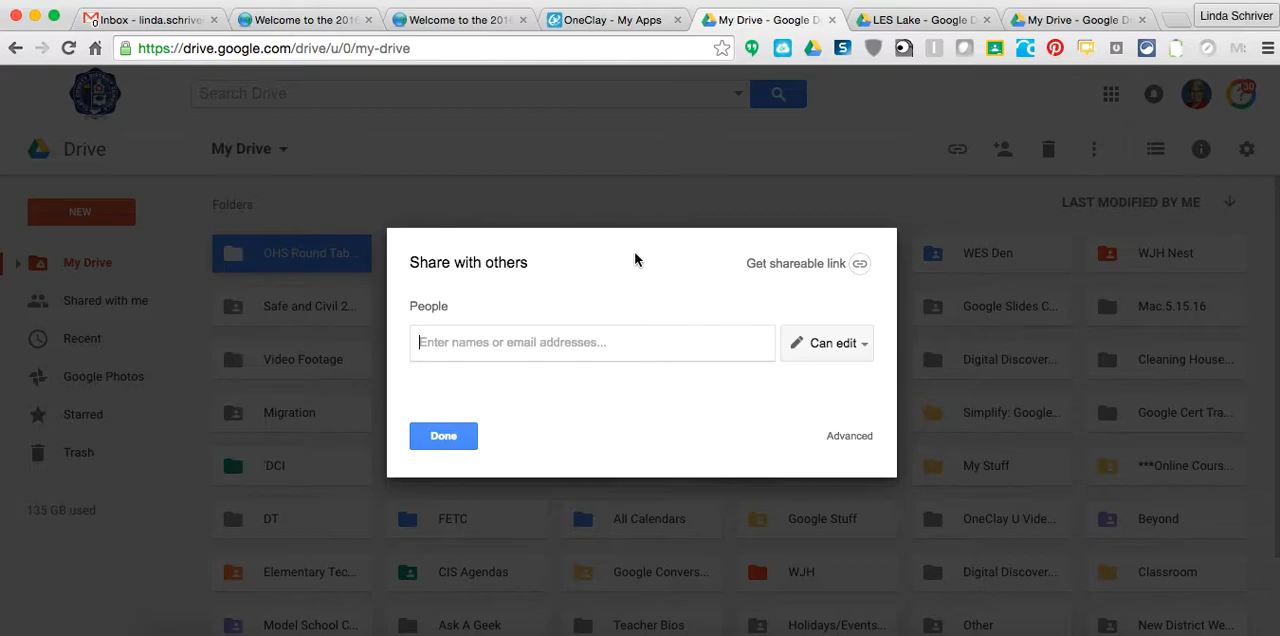 Inbox - linda.schrive
Welcome to the 2016
Welcome to the 2016
OneClay - My Apps
My Drive - Google D
LES Lake - Google D
My Drive - Google D
Linda Schriver
https://drive.google.com/drive/u/0/my-drive
Search Drive
30
Drive
My Drive
NEW
Folders
LAST MODIFIED BY ME
My Drive
Shared with me
Recent
Google Photos
Starred
Trash
135 GB used
OHS Round Tab...
WES Den
WJH Nest
Safe and Civil 2...
Google Slides C...
Mac.5.15.16
Video Footage
Digital Discover...
Cleaning House...
Migration
Simplify: Google...
Google Cert Tra...
'DCI
My Stuff
***Online Cours...
DT
FETC
All Calendars
Google Stuff
OneClay U Vide...
Beyond
Elementary Tec...
CIS Agendas
Google Convers...
WJH
Digital Discover...
Classroom
Model School C...
Ask A Geek
Teacher Bios
Holidays/Events...
Other
New District We...
Share with others
Get shareable link
People
Enter names or email addresses...
Can edit
Done
Advanced